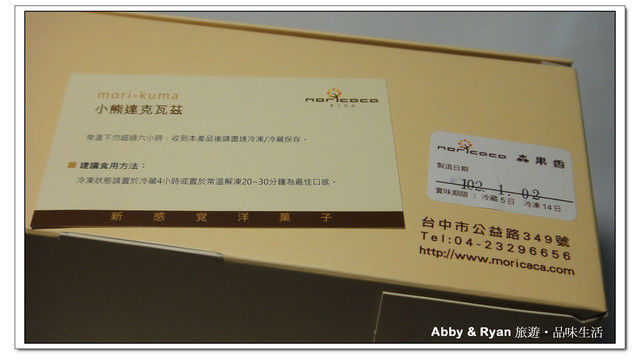 mori-kuma
小熊達克瓦茲
moricaca
常溫下勿超過六小時,收到本產品後請盡速冷凍/冷藏保存。
建議食用方法:
冷凍狀態請置於冷藏4小時或置於常溫解凍20~30分鐘為最佳口感。
新感覺洋菓子
moricaca 森果香
製造日期
102. 1. 02
賞味期限:冷藏5日 冷凍14日
台中市公益路349號
Tel:04-23296656
http://www.moricaca.com
Abby & Ryan 旅遊・品味生活